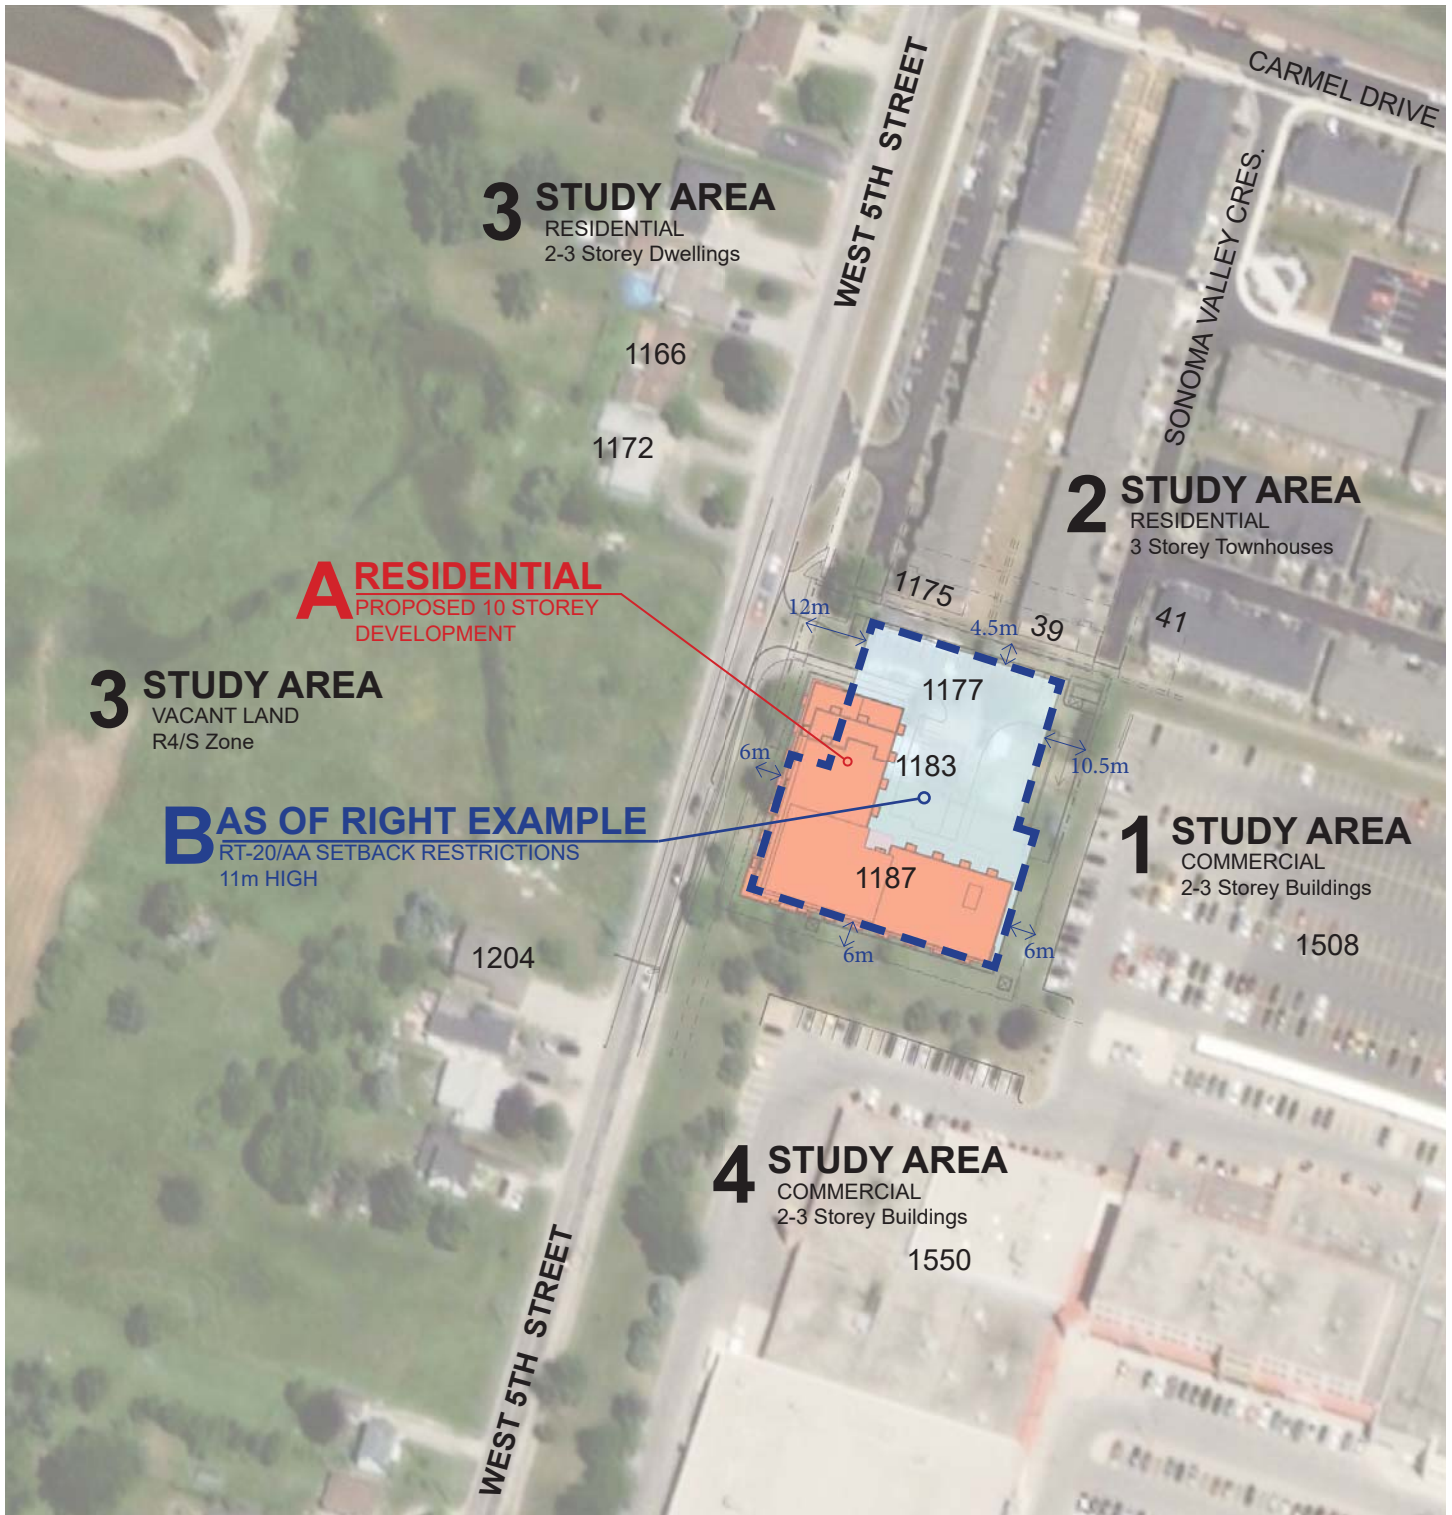 CARMEL DRIVE
WEST 5TH STREET
SONOMA VALLEY CRES.
3 STUDY AREA
RESIDENTIAL
2-3 Storey Dwellings
1166
1172
2 STUDY AREA
RESIDENTIAL
3 Storey Townhouses
A RESIDENTIAL
PROPOSED 10 STOREY
DEVELOPMENT
1175
39
41
12m
4.5m
3 STUDY AREA
VACANT LAND
R4/S Zone
1177
6m
1183
10.5m
B AS OF RIGHT EXAMPLE
RT-20/AA SETBACK RESTRICTIONS
11m HIGH
1 STUDY AREA
COMMERCIAL
2-3 Storey Buildings
1508
1187
6m
6m
1204
4 STUDY AREA
COMMERCIAL
2-3 Storey Buildings
1550
WEST 5TH STREET